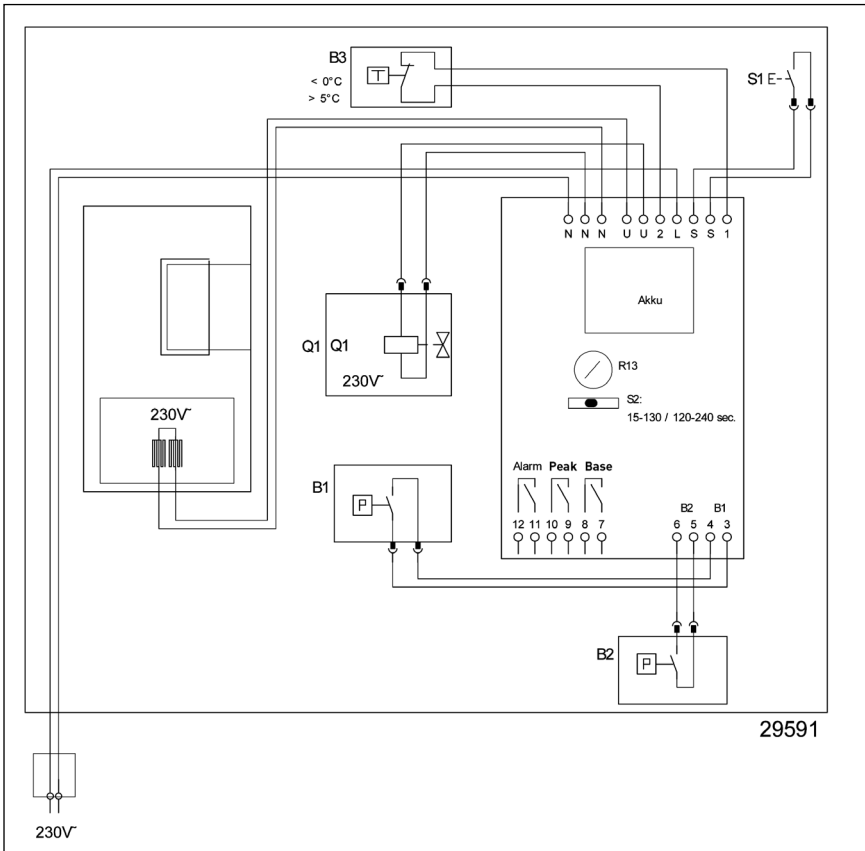 B3
T
< 0°C
> 5°C
S1 E
N N N U U 2 L S S 1
Akku
R13
S2:
15-130 / 120-240 sec.
Q1 Q1
230V~
230V~
Alarm Peak Base
B1
P
12 11 10 9 8 7
B2 B1
6 5 4 3
B2
P
29591
230V~